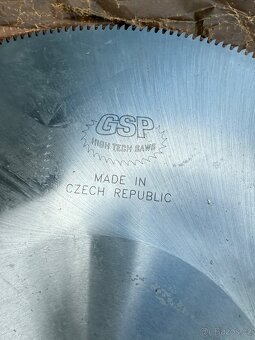 GSP
HIGH TECH SAWS
MADE IN
CZECH REPUBLIC